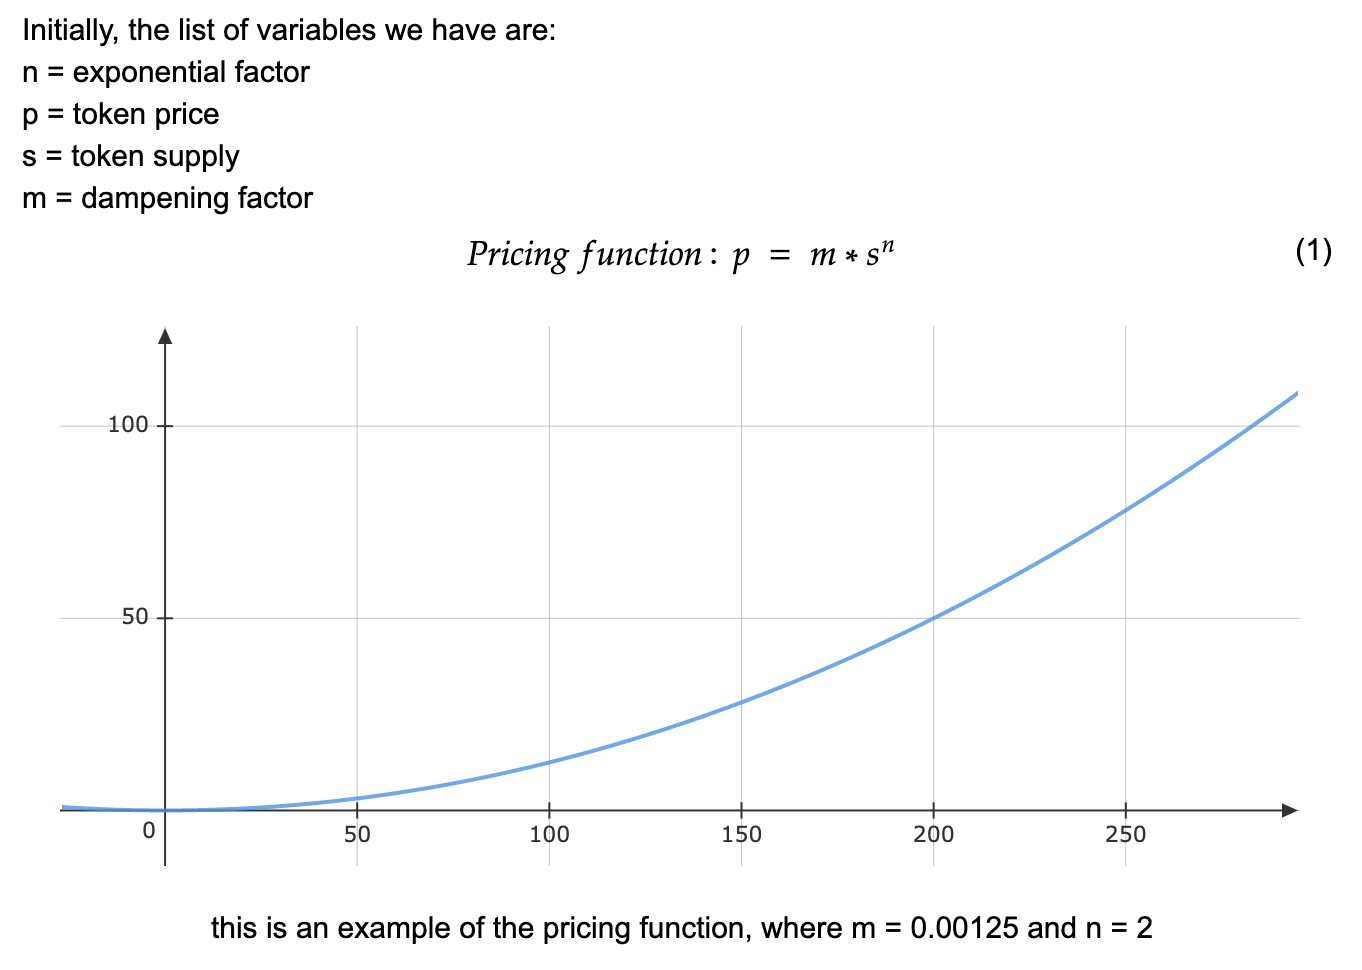 Initially, the list of variables we have are:
n = exponential factor
p = token price
s = token supply
m = dampening factor
Pricing function: p = m * sⁿ (1)
100
50
0 50 100 150 200 250
this is an example of the pricing function, where m = 0.00125 and n = 2